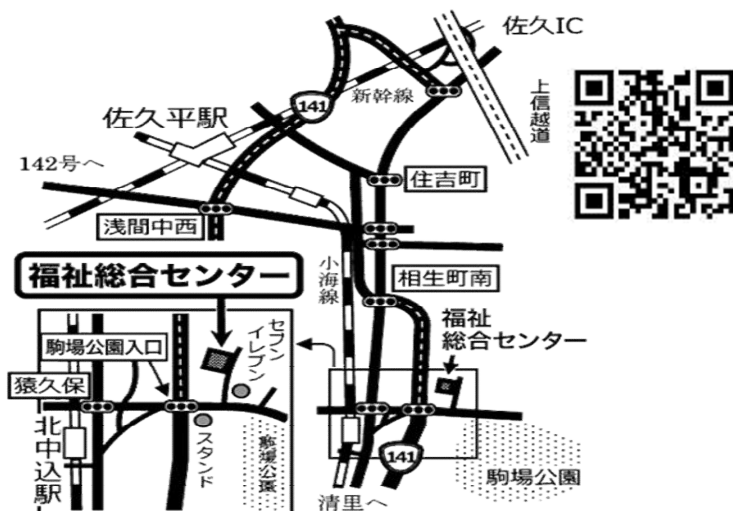 佐久IC
上信越道
新幹線
141
佐久平駅
142号へ
住吉町
浅間中西
福祉総合センター
小海線
相生町南
福祉
総合センター
セブン
イレブン
駒場公園入口
猿久保
北中込駅
スタンド
駒場公園
141
駒場公園
清里へ